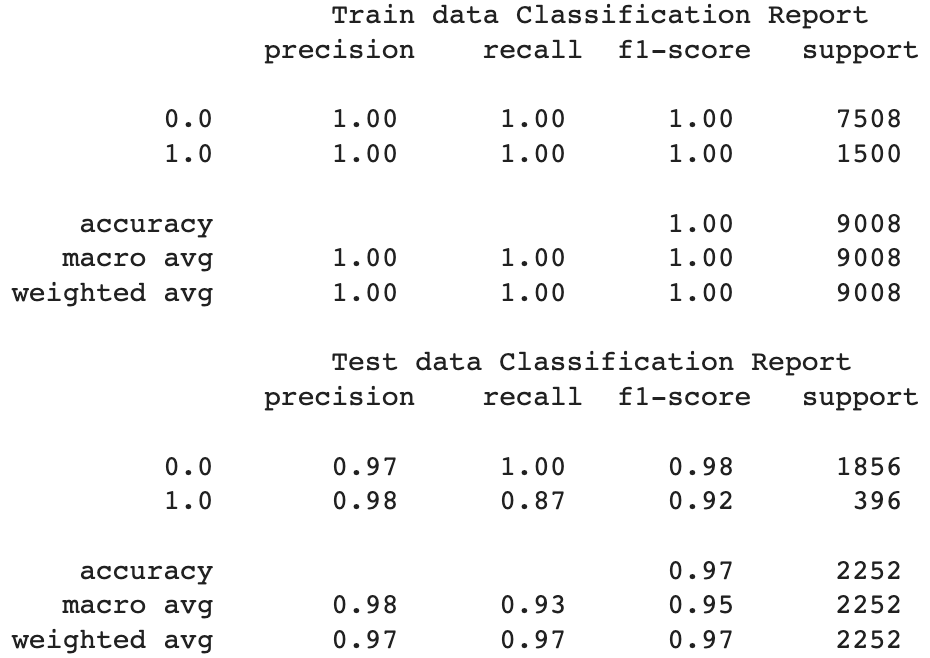 Train data Classification Report
precision recall f1-score support
0.0 1.00 1.00 1.00 7508
1.0 1.00 1.00 1.00 1500
accuracy 1.00 9008
macro avg 1.00 1.00 1.00 9008
weighted avg 1.00 1.00 1.00 9008
Test data Classification Report
precision recall f1-score support
0.0 0.97 1.00 0.98 1856
1.0 0.98 0.87 0.92 396
accuracy 0.97 2252
macro avg 0.98 0.93 0.95 2252
weighted avg 0.97 0.97 0.97 2252